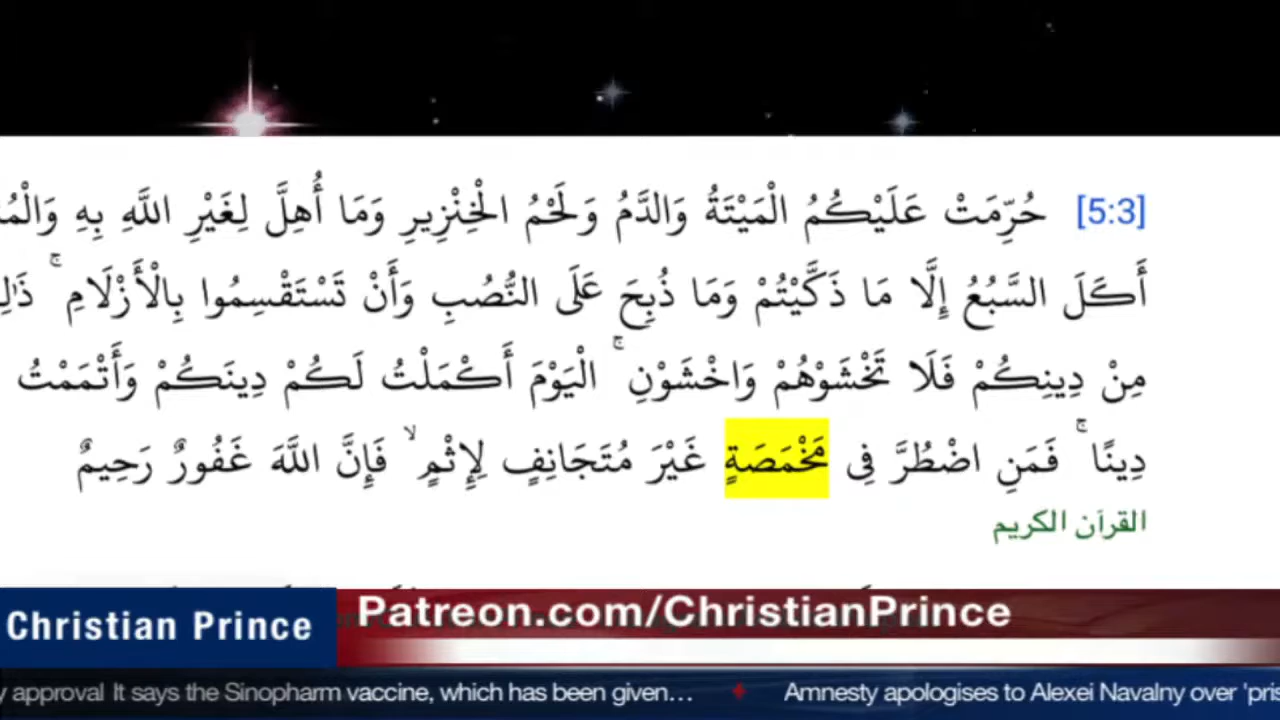 [5:3] حُرِّمَتْ عَلَيْكُمُ الْمَيْتَةُ وَالدَّمُ وَلَحْمُ الْخِنْزِيرِ وَمَا أُهِلَّ لِغَيْرِ اللَّهِ بِهِ
أَكَلَ السَّبُعُ إِلَّا مَا ذَكَّيْتُمْ وَمَا ذُبِحَ عَلَى النُّصُبِ وَأَنْ تَسْتَقْسِمُوا بِالْأَزْلَامِ ۚ
مِنْ دِينِكُمْ فَلَا تَخْشَوْهُمْ وَاخْشَوْنِ ۚ الْيَوْمَ أَكْمَلْتُ لَكُمْ دِينَكُمْ وَأَتْمَمْتُ
دِينًا ۚ فَمَنِ اضْطُرَّ فِى مَخْمَصَةٍ غَيْرَ مُتَجَانِفٍ لِإِثْمٍ ۙ فَإِنَّ اللَّهَ غَفُورٌ رَحِيمٌ
القرآن الكريم
Christian Prince
Patreon.com/ChristianPrince
y approval It says the Sinopharm vaccine, which has been given… Amnesty apologises to Alexei Navalny over 'pris